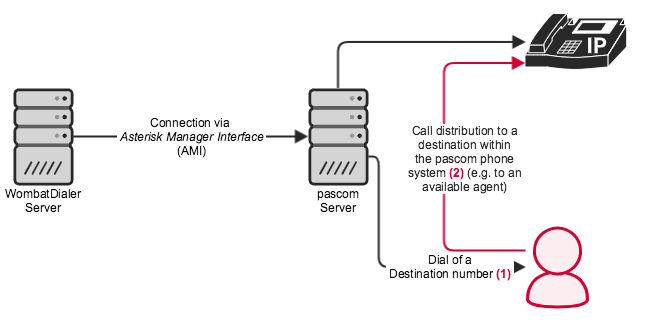 IP
Connection via
Asterisk Manager Interface
(AMI)
Call distribution to a
destination within
the pascom phone
system (2) (e.g. to an
available agent)
WombatDialer
Server
pascom
Server
Dial of a
Destination number (1)